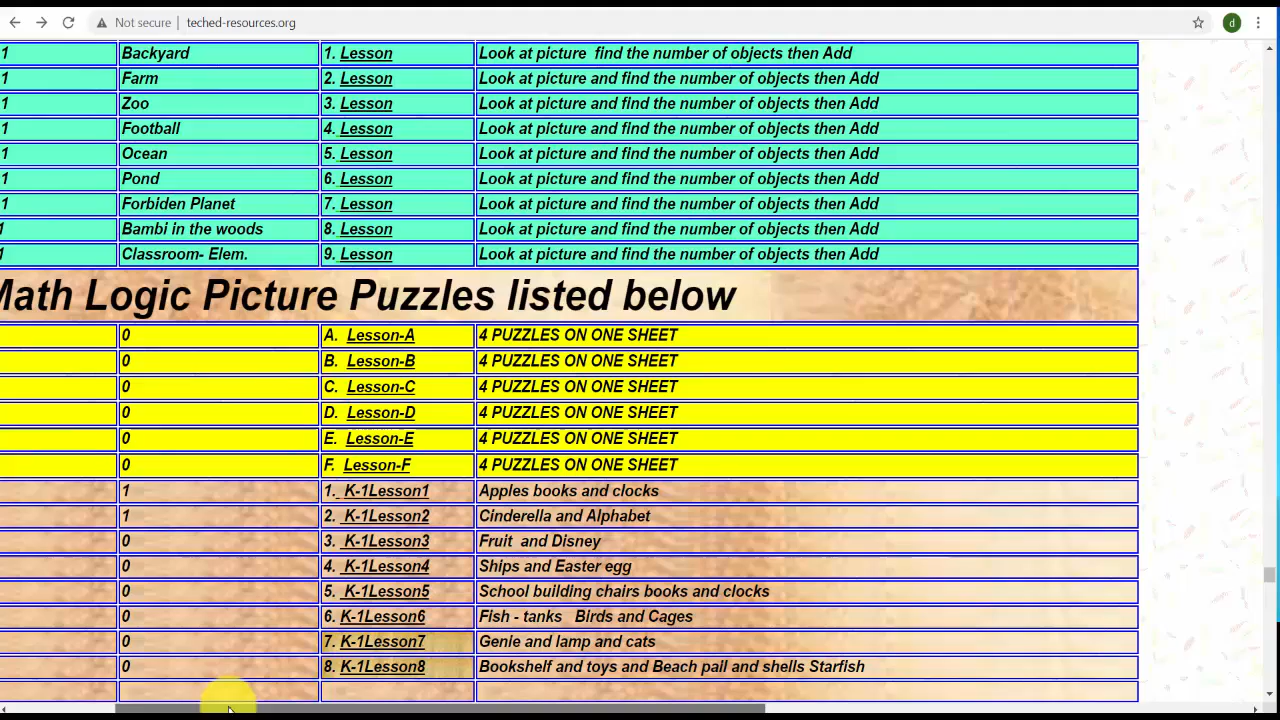 Not secure | teched-resources.org
d
1 Backyard 1. Lesson Look at picture find the number of objects then Add
1 Farm 2. Lesson Look at picture and find the number of objects then Add
1 Zoo 3. Lesson Look at picture and find the number of objects then Add
1 Football 4. Lesson Look at picture and find the number of objects then Add
1 Ocean 5. Lesson Look at picture and find the number of objects then Add
1 Pond 6. Lesson Look at picture and find the number of objects then Add
1 Forbiden Planet 7. Lesson Look at picture and find the number of objects then Add
1 Bambi in the woods 8. Lesson Look at picture and find the number of objects then Add
1 Classroom- Elem. 9. Lesson Look at picture and find the number of objects then Add
Math Logic Picture Puzzles listed below
0 A. Lesson-A 4 PUZZLES ON ONE SHEET
0 B. Lesson-B 4 PUZZLES ON ONE SHEET
0 C. Lesson-C 4 PUZZLES ON ONE SHEET
0 D. Lesson-D 4 PUZZLES ON ONE SHEET
0 E. Lesson-E 4 PUZZLES ON ONE SHEET
0 F. Lesson-F 4 PUZZLES ON ONE SHEET
1 1. K-1Lesson1 Apples books and clocks
1 2. K-1Lesson2 Cinderella and Alphabet
0 3. K-1Lesson3 Fruit and Disney
0 4. K-1Lesson4 Ships and Easter egg
0 5. K-1Lesson5 School building chairs books and clocks
0 6. K-1Lesson6 Fish - tanks Birds and Cages
0 7. K-1Lesson7 Genie and lamp and cats
0 8. K-1Lesson8 Bookshelf and toys and Beach pail and shells Starfish